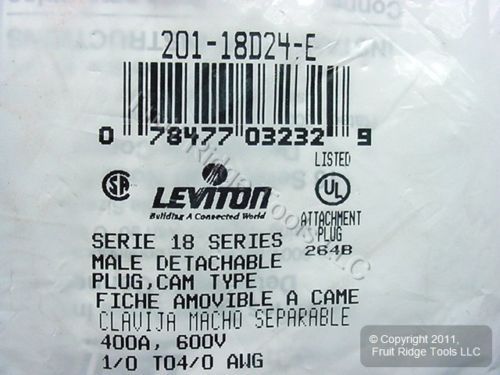 201-18D24-E
0 78477 03232 9
LISTED
SA
UL
LEVITON
Building A Connected World
ATTACHMENT
PLUG
264B
SERIE 18 SERIES
MALE DETACHABLE
PLUG,CAM TYPE
FICHE AMOVIBLE A CAME
CLAVIJA MACHO SEPARABLE
400A, 600V
1/0 TO4/0 AWG
© Copyright 2011,
Fruit Ridge Tools LLC